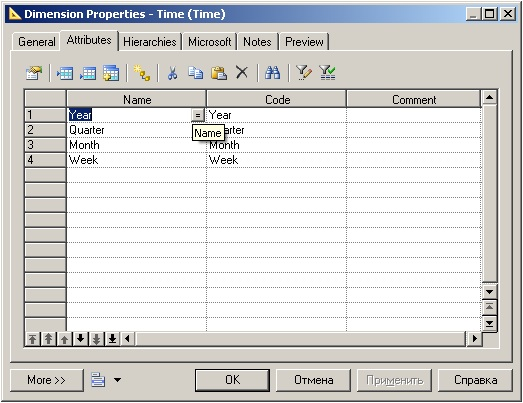 Dimension Properties - Time (Time)
General Attributes Hierarchies Microsoft Notes Preview
Name Code Comment
1 Year = Year
2 Quarter arter
Name
3 Month Month
4 Week Week
More >> OK Отмена Применить Справка